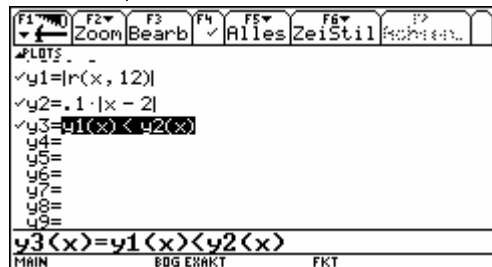 F1 F2 F3 F4 F5 F6 F7
Zoom Bearb ✓ Alles ZeiStil Achsen..
PLOTS
✓y1=|r(x,12)|
✓y2=.1·|x - 2|
✓y3=y1(x) < y2(x)
y4=
y5=
y6=
y7=
y8=
y9=
y3(x)=y1(x)<y2(x)
MAIN BOG EXAKT FKT